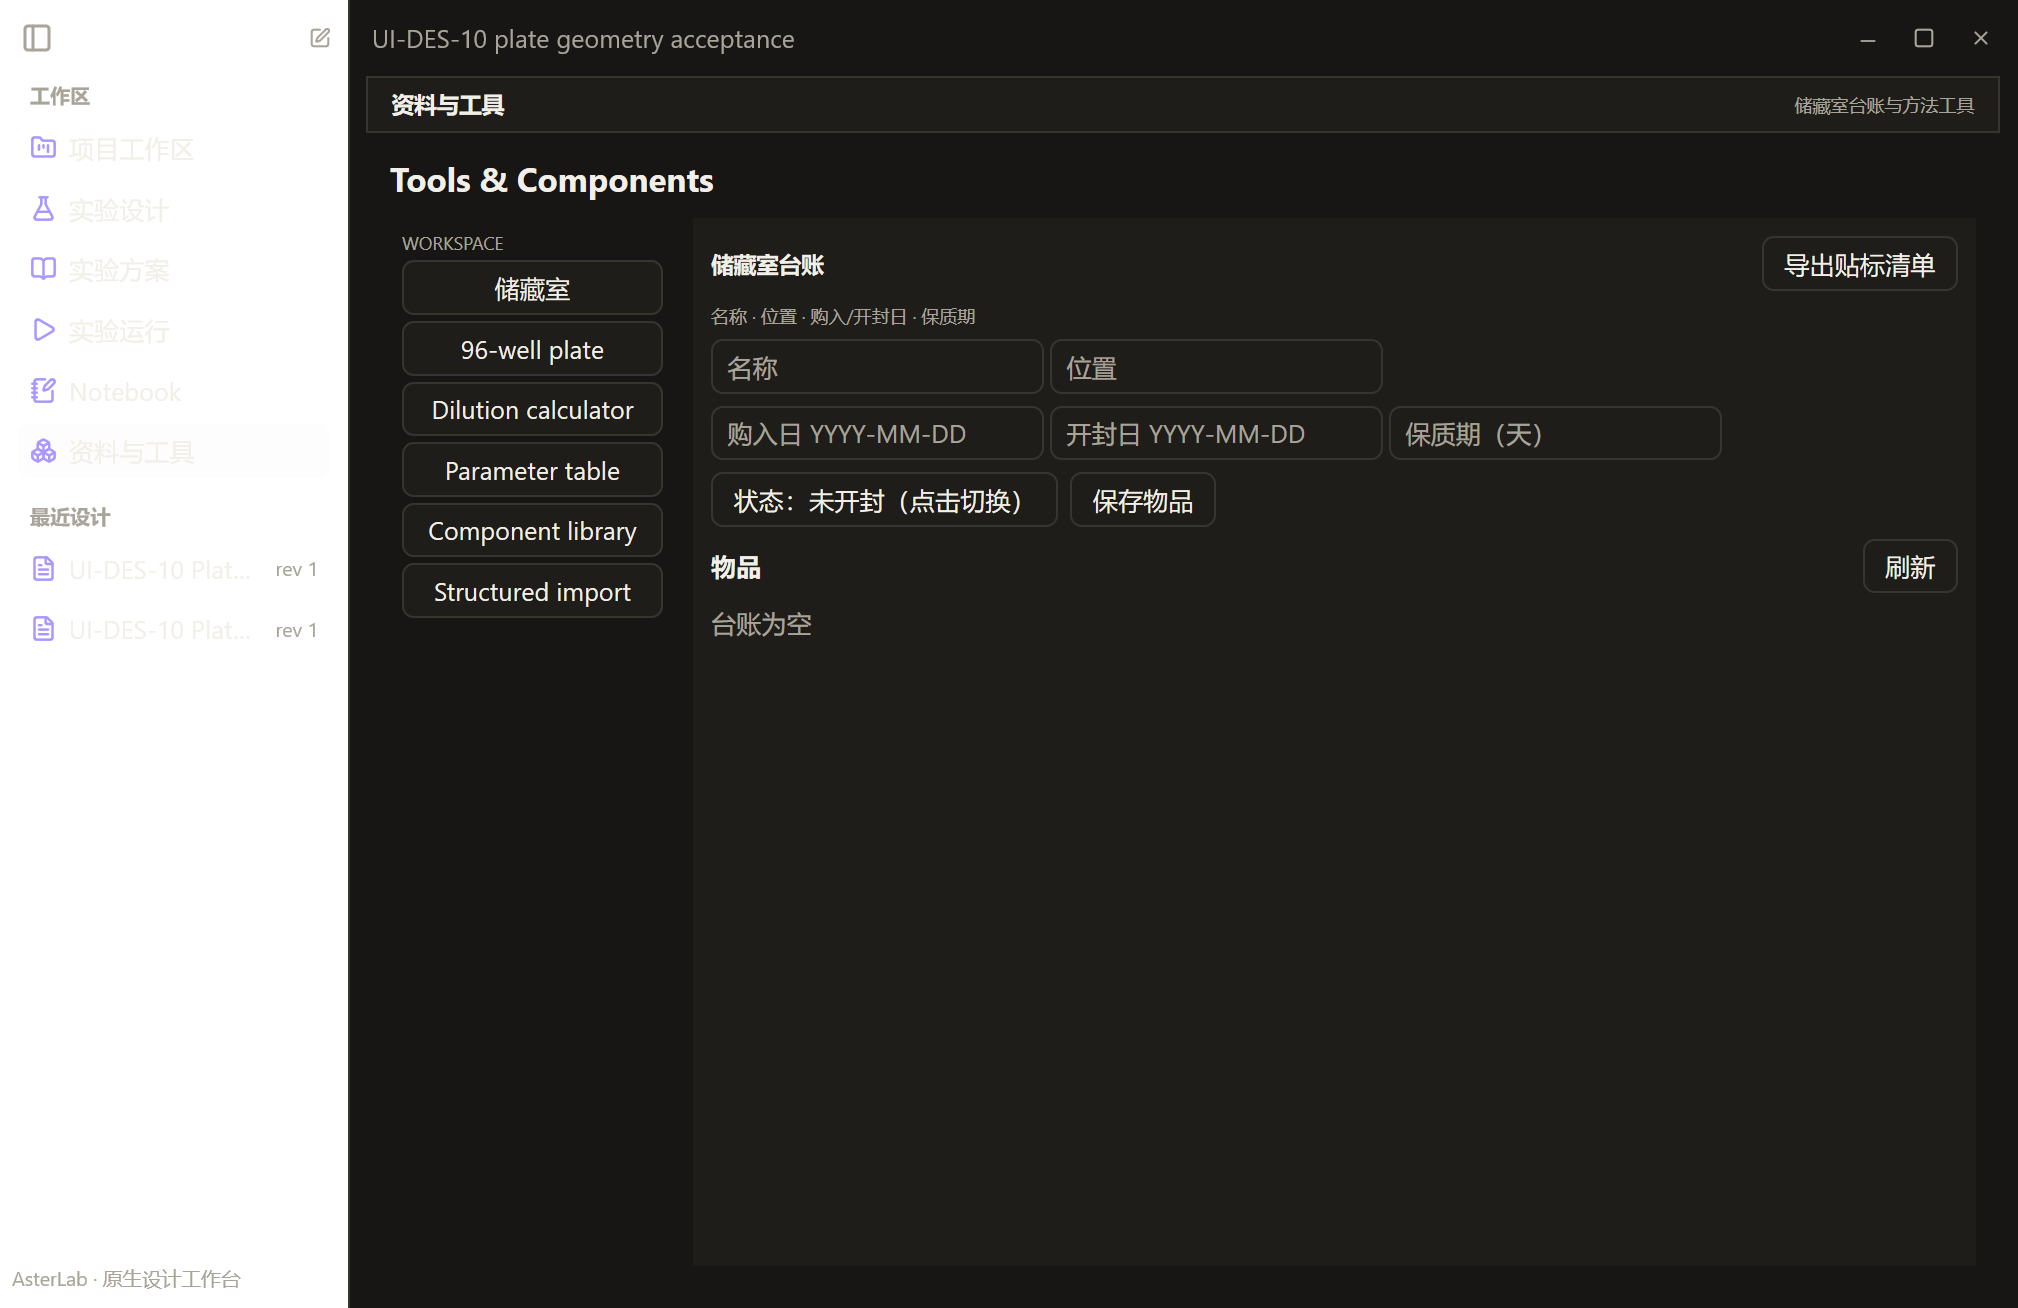 工作区
项目工作区
实验设计
实验方案
实验运行
Notebook
资料与工具
最近设计
UI-DES-10 Plat... rev 1
UI-DES-10 Plat... rev 1
AsterLab · 原生设计工作台
UI-DES-10 plate geometry acceptance
资料与工具 储藏室台账与方法工具
Tools & Components
WORKSPACE
储藏室
96-well plate
Dilution calculator
Parameter table
Component library
Structured import
储藏室台账 导出贴标清单
名称 · 位置 · 购入/开封日 · 保质期
名称 位置
购入日 YYYY-MM-DD 开封日 YYYY-MM-DD 保质期（天）
状态：未开封（点击切换） 保存物品
物品 刷新
台账为空